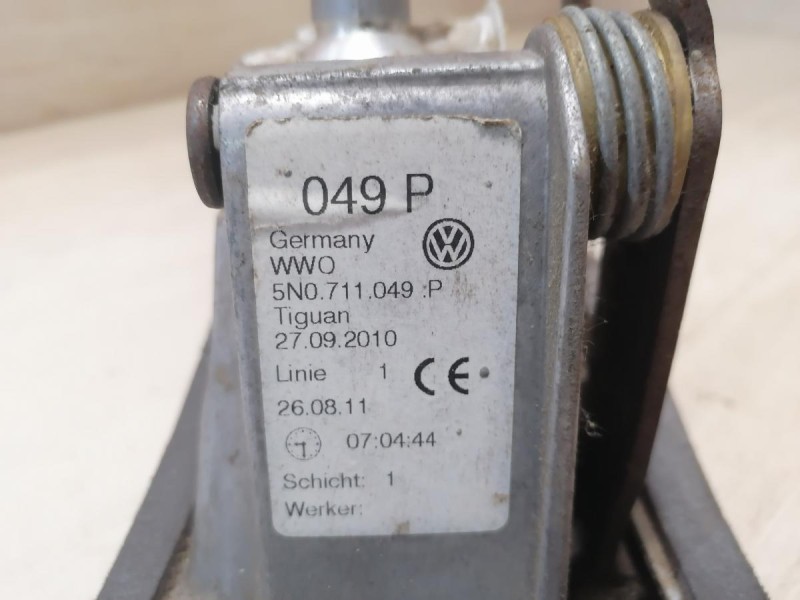 049 P
Germany
WWO
5N0.711.049 :P
Tiguan
27.09.2010
Linie 1 CE
26.08.11
07:04:44
Schicht: 1
Werker: